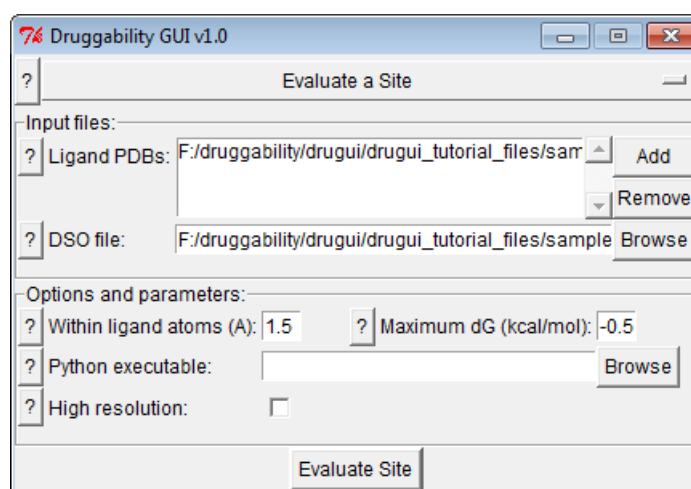 Druggability GUI v1.0
? Evaluate a Site
Input files:
? Ligand PDBs: F:/druggability/drugui/drugui_tutorial_files/sam Add
Remove
? DSO file: F:/druggability/drugui/drugui_tutorial_files/sample Browse
Options and parameters:
? Within ligand atoms (A): 1.5 ? Maximum dG (kcal/mol): -0.5
? Python executable: Browse
? High resolution:
Evaluate Site